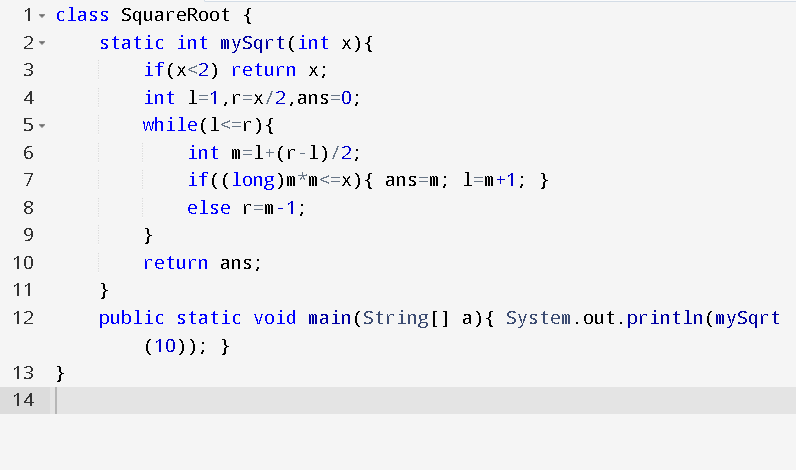 1 class SquareRoot {
2     static int mySqrt(int x){
3         if(x<2) return x;
4         int l=1,r=x/2,ans=0;
5         while(l<=r){
6             int m=l+(r-l)/2;
7             if((long)m*m<=x){ ans=m; l=m+1; }
8             else r=m-1;
9         }
10         return ans;
11     }
12     public static void main(String[] a){ System.out.println(mySqrt
        (10)); }
13 }
14